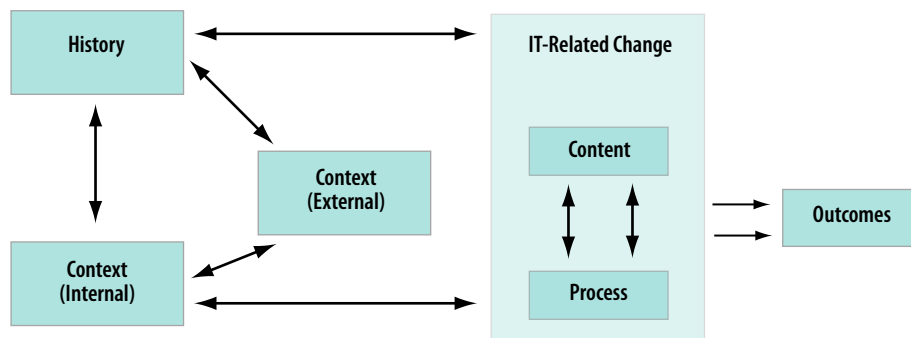 History
IT-Related Change
Content
Context
(External)
Outcomes
Context
(Internal)
Process